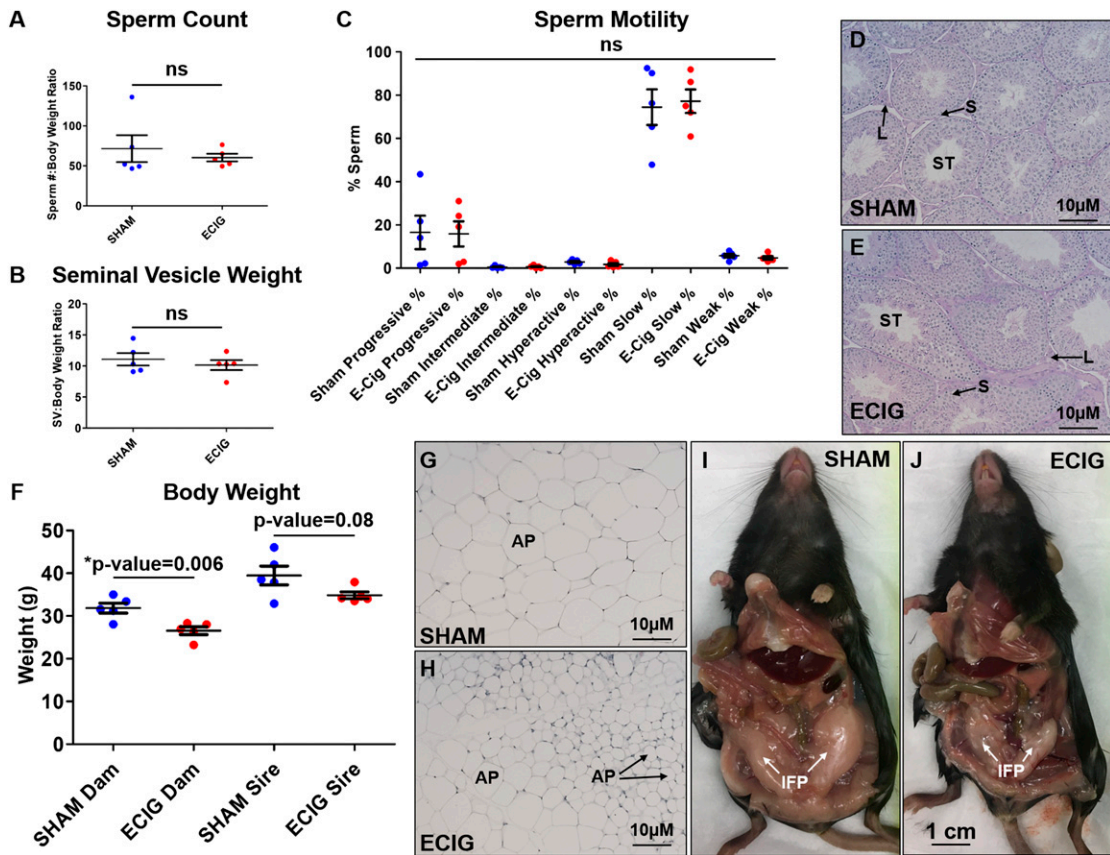 A
Sperm Count
ns
Sperm #:Body Weight Ratio
150
100
50
0
SHAM
ECIG
B
Seminal Vesicle Weight
ns
SV:Body Weight Ratio
20
15
10
5
0
SHAM
ECIG
C
Sperm Motility
ns
% Sperm
100
80
60
40
20
0
Sham Progressive %
E-Cig Progressive %
Sham Intermediate %
E-Cig Intermediate %
Sham Hyperactive %
E-Cig Hyperactive %
Sham Slow %
E-Cig Slow %
Sham Weak %
E-Cig Weak %
D
L
S
ST
SHAM
10µM
E
ST
L
S
ECIG
10µM
F
Body Weight
*p-value=0.006
p-value=0.08
Weight (g)
50
40
30
20
10
0
SHAM Dam
ECIG Dam
SHAM Sire
ECIG Sire
G
AP
SHAM
10µM
H
AP
AP
ECIG
10µM
I
SHAM
IFP
J
ECIG
IFP
1 cm